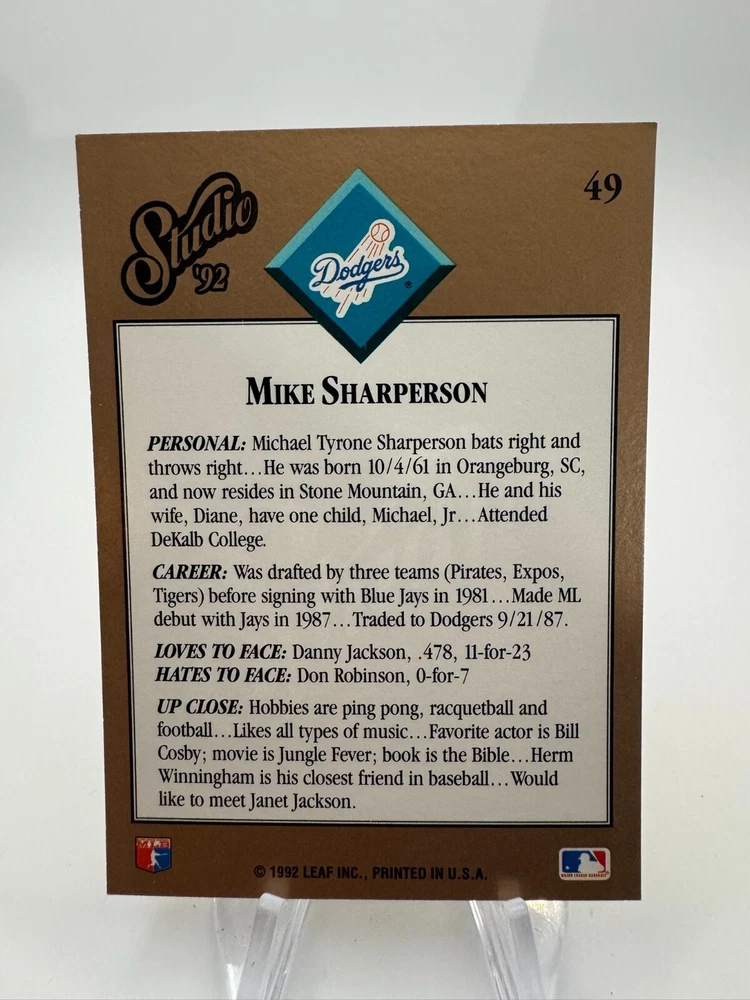 49
Studio
'92
Dodgers
®
MIKE SHARPERSON
PERSONAL: Michael Tyrone Sharperson bats right and
throws right...He was born 10/4/61 in Orangeburg, SC,
and now resides in Stone Mountain, GA...He and his
wife, Diane, have one child, Michael, Jr...Attended
DeKalb College.
CAREER: Was drafted by three teams (Pirates, Expos,
Tigers) before signing with Blue Jays in 1981...Made ML
debut with Jays in 1987...Traded to Dodgers 9/21/87.
LOVES TO FACE: Danny Jackson, .478, 11-for-23
HATES TO FACE: Don Robinson, 0-for-7
UP CLOSE: Hobbies are ping pong, racquetball and
football...Likes all types of music...Favorite actor is Bill
Cosby; movie is Jungle Fever; book is the Bible...Herm
Winningham is his closest friend in baseball...Would
like to meet Janet Jackson.
MLB
© 1992 LEAF INC., PRINTED IN U.S.A.
MAJOR LEAGUE BASEBALL